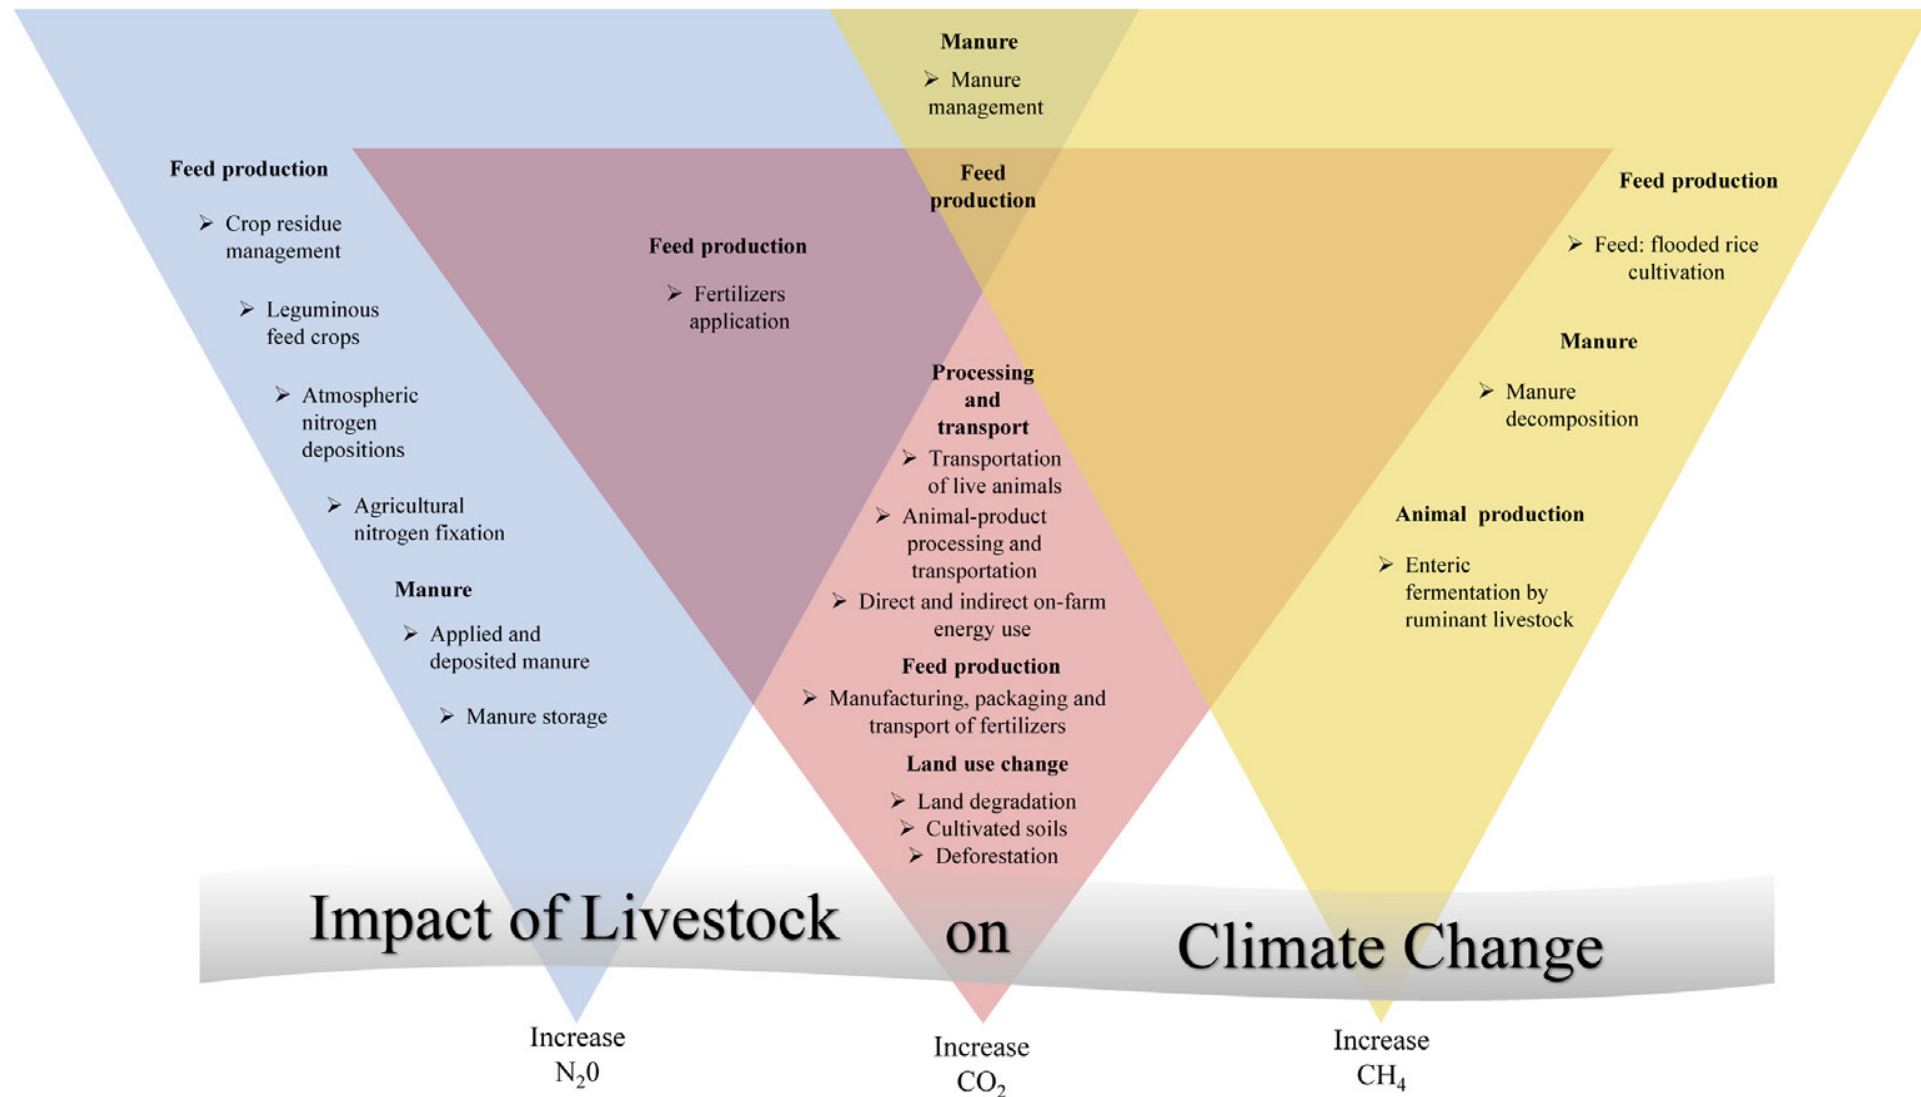 Manure
➢ Manure
management
Feed production
➢ Crop residue
management
➢ Leguminous
feed crops
➢ Atmospheric
nitrogen
depositions
➢ Agricultural
nitrogen fixation
Manure
➢ Applied and
deposited manure
➢ Manure storage
Feed production
➢ Fertilizers
application
Feed
production
Processing
and
transport
➢ Transportation
of live animals
➢ Animal-product
processing and
transportation
➢ Direct and indirect on-farm
energy use
Feed production
➢ Manufacturing, packaging and
transport of fertilizers
Land use change
➢ Land degradation
➢ Cultivated soils
➢ Deforestation
Feed production
➢ Feed: flooded rice
cultivation
Manure
➢ Manure
decomposition
Animal production
➢ Enteric
fermentation by
ruminant livestock
Impact of Livestock on Climate Change
Increase
N₂0
Increase
CO₂
Increase
CH₄